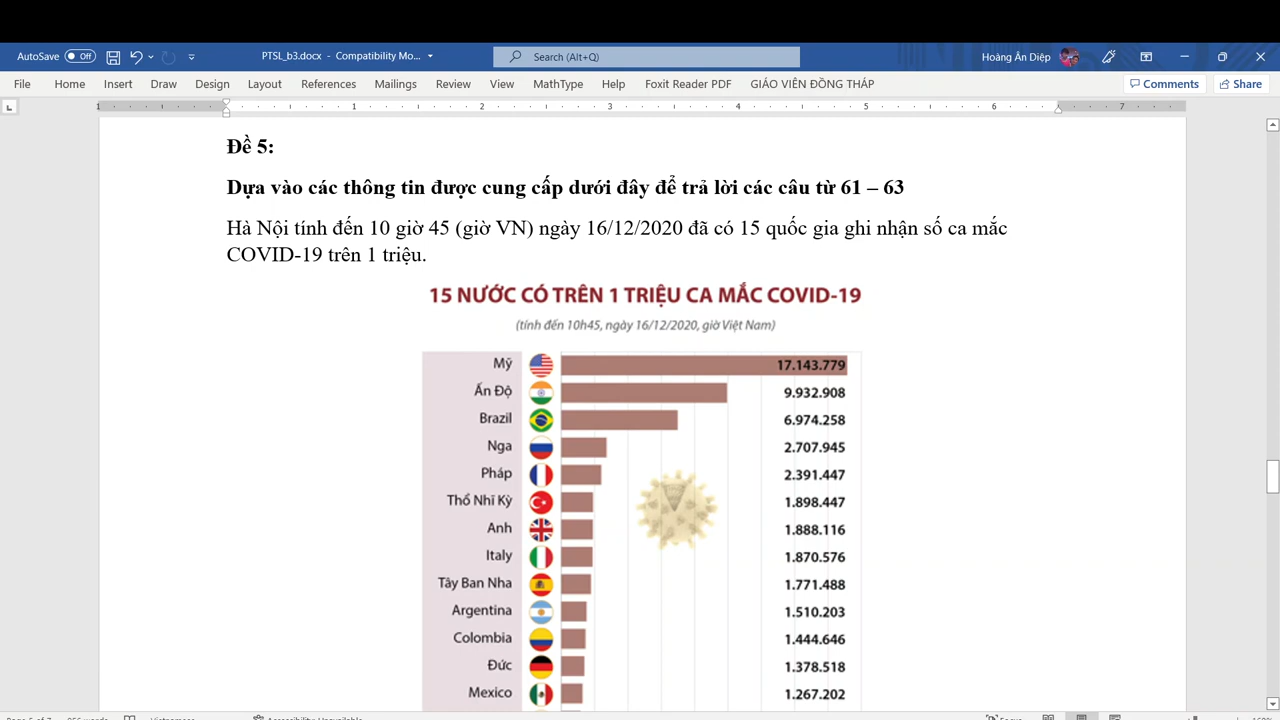 AutoSave Off PTSL_b3.docx - Compatibility Mo... Search (Alt+Q) Hoàng Ân Diệp
File Home Insert Draw Design Layout References Mailings Review View MathType Help Foxit Reader PDF GIÁO VIÊN ĐỒNG THÁP Comments Share
1 1 2 3 4 5 6 7
Đề 5:
Dựa vào các thông tin được cung cấp dưới đây để trả lời các câu từ 61 – 63
Hà Nội tính đến 10 giờ 45 (giờ VN) ngày 16/12/2020 đã có 15 quốc gia ghi nhận số ca mắc
COVID-19 trên 1 triệu.
15 NƯỚC CÓ TRÊN 1 TRIỆU CA MẮC COVID-19
(tính đến 10h45, ngày 16/12/2020, giờ Việt Nam)
Mỹ 17.143.779
Ấn Độ 9.932.908
Brazil 6.974.258
Nga 2.707.945
Pháp 2.391.447
Thổ Nhĩ Kỳ 1.898.447
Anh 1.888.116
Italy 1.870.576
Tây Ban Nha 1.771.488
Argentina 1.510.203
Colombia 1.444.646
Đức 1.378.518
Mexico 1.267.202